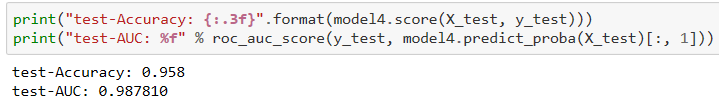 print("test-Accuracy: {:.3f}".format(model4.score(X_test, y_test)))
print("test-AUC: %f" % roc_auc_score(y_test, model4.predict_proba(X_test)[:, 1]))
test-Accuracy: 0.958
test-AUC: 0.987810